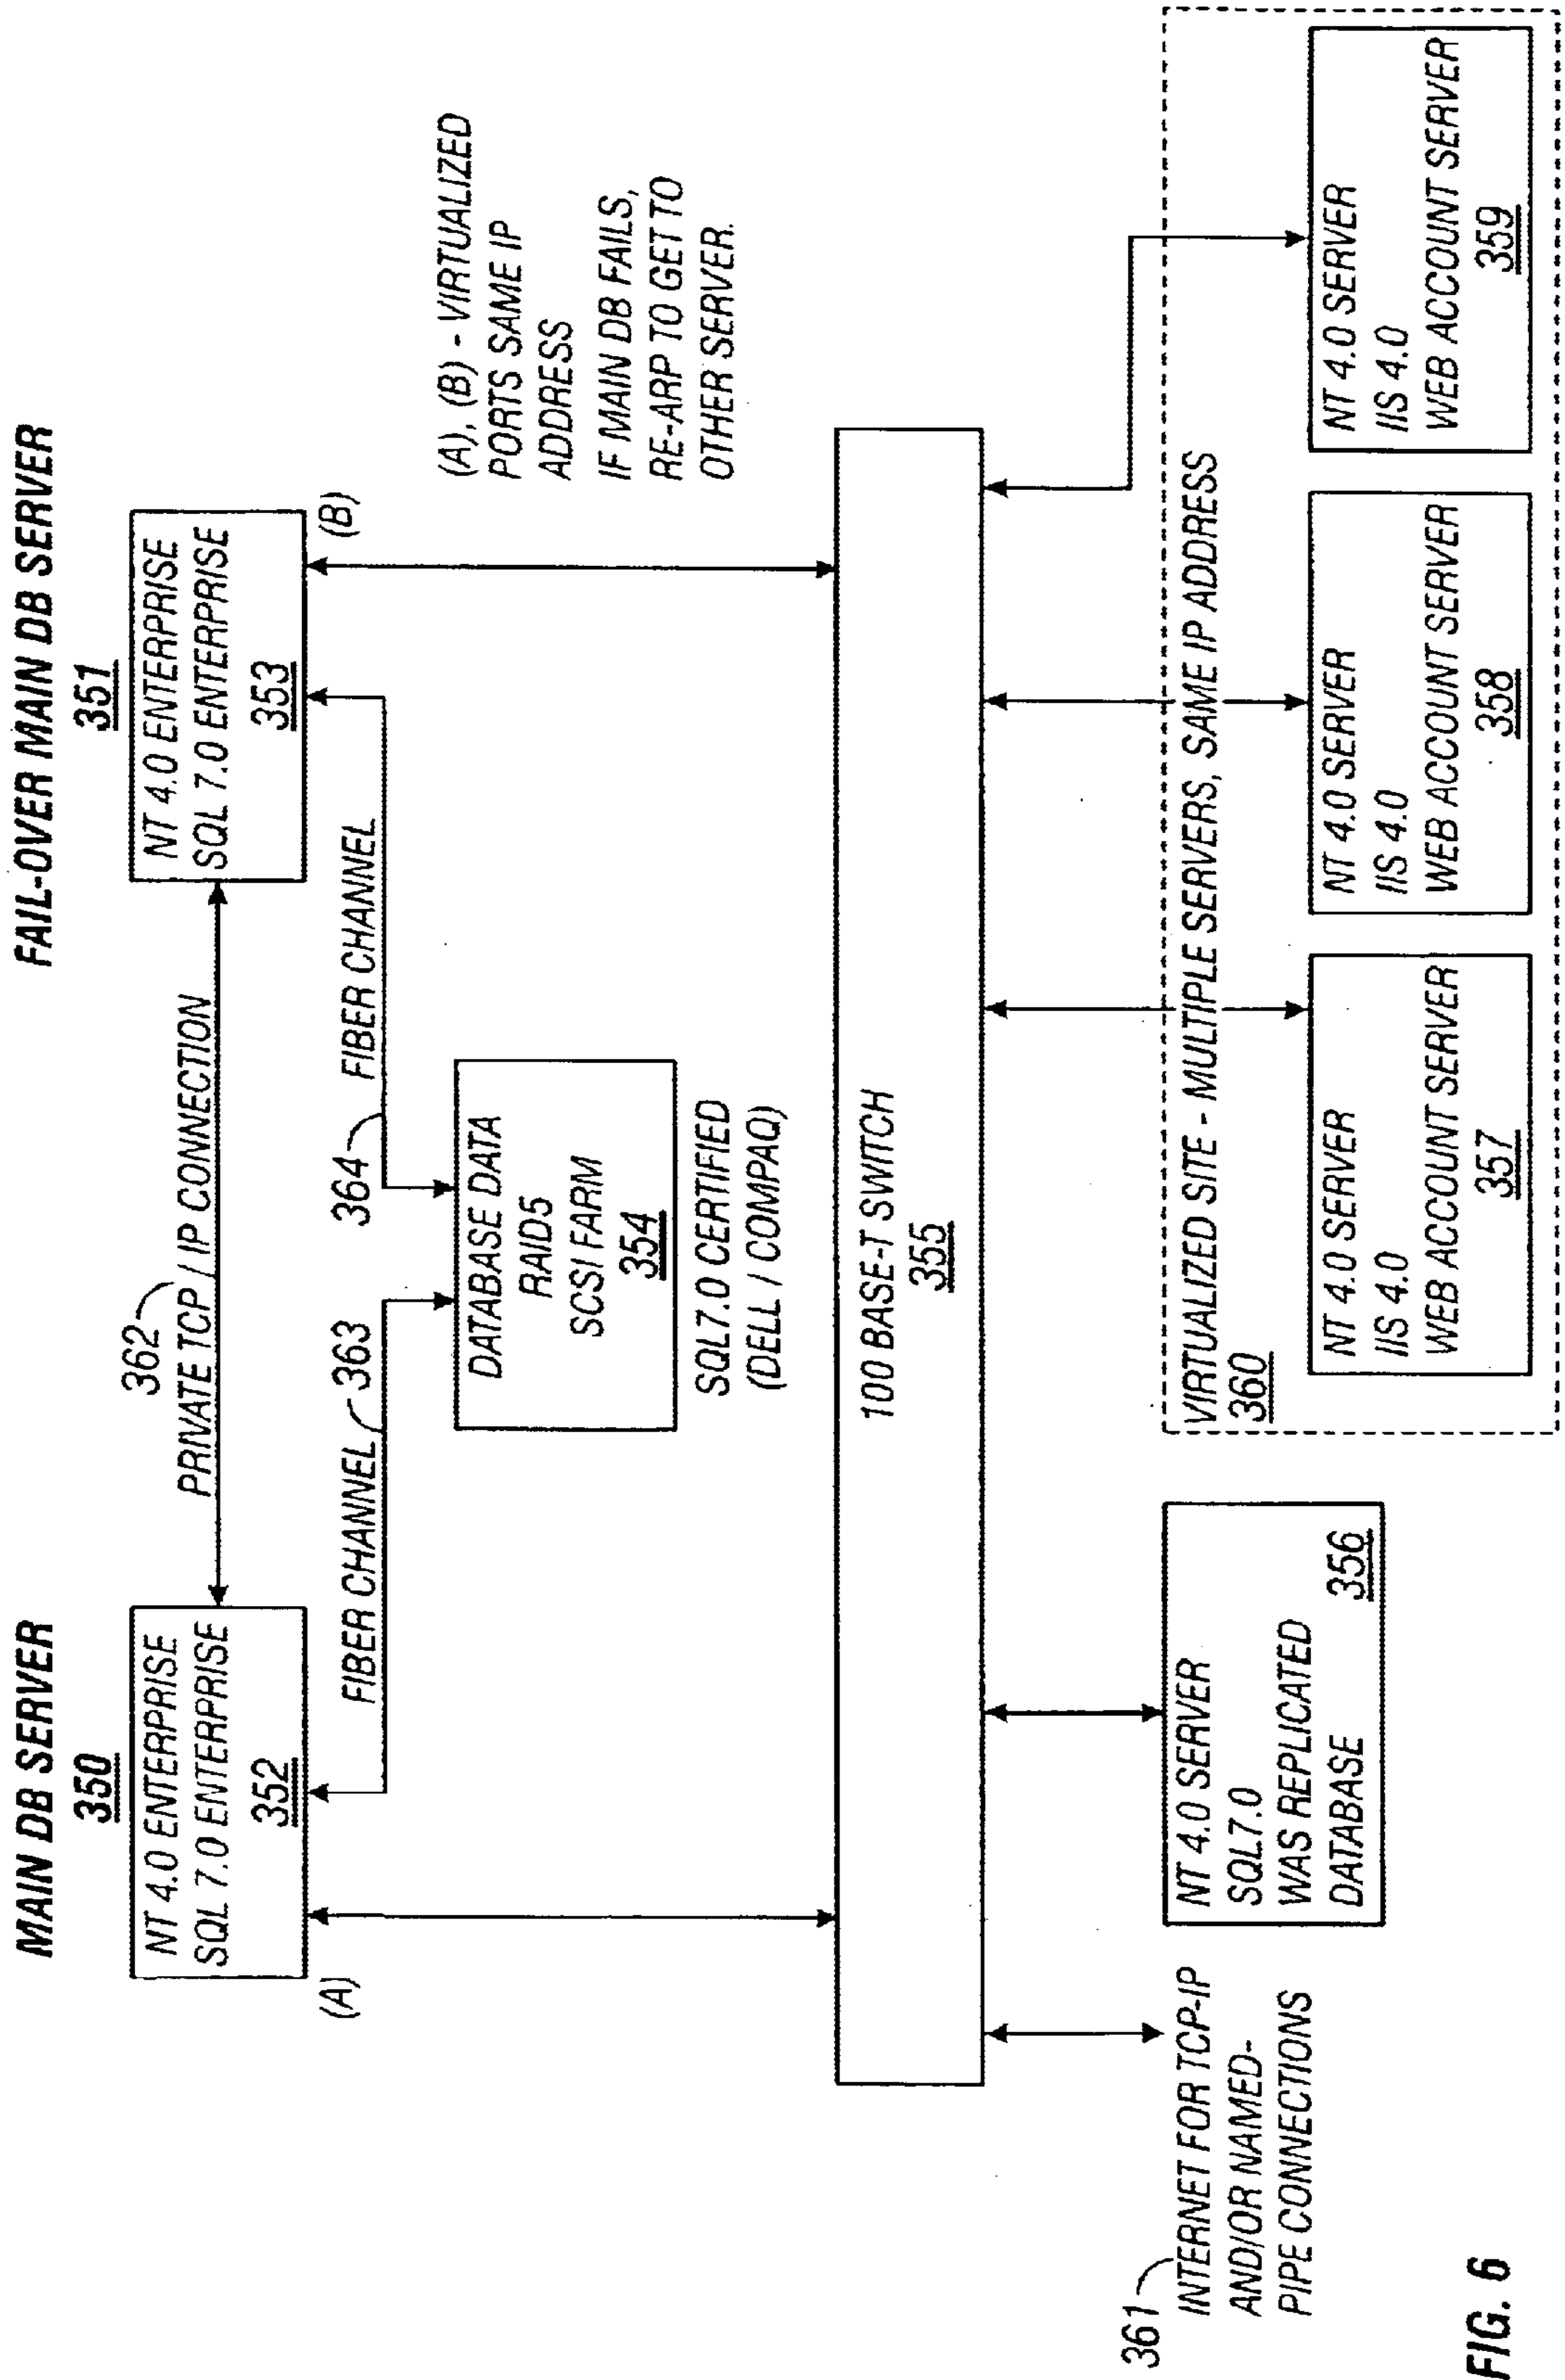 MAIN DB SERVER
350
NT 4.0 ENTERPRISE
SQL 7.0 ENTERPRISE
352
(A)
362
PRIVATE TCP / IP CONNECTION
FAIL-OVER MAIN DB SERVER
351
NT 4.0 ENTERPRISE
SQL 7.0 ENTERPRISE
353
(B)
FIBER CHANNEL
363
364
FIBER CHANNEL
DATABASE DATA
RAID5
SCSI FARM
354
SQL7.0 CERTIFIED
(DELL / COMPAQ)
(A), (B) - VIRTUALIZED
PORTS SAME IP
ADDRESS
IF MAIN DB FAILS,
RE-ARP TO GET TO
OTHER SERVER.
100 BASE-T SWITCH
355
361
INTERNET FOR TCP-IP
AND/OR NAMED-
PIPE CONNECTIONS
NT 4.0 SERVER
SQL7.0
WAS REPLICATED
DATABASE
356
VIRTUALIZED SITE - MULTIPLE SERVERS, SAME IP ADDRESS
360
NT 4.0 SERVER
IIS 4.0
WEB ACCOUNT SERVER
357
NT 4.0 SERVER
IIS 4.0
WEB ACCOUNT SERVER
358
NT 4.0 SERVER
IIS 4.0
WEB ACCOUNT SERVER
359
FIG. 6